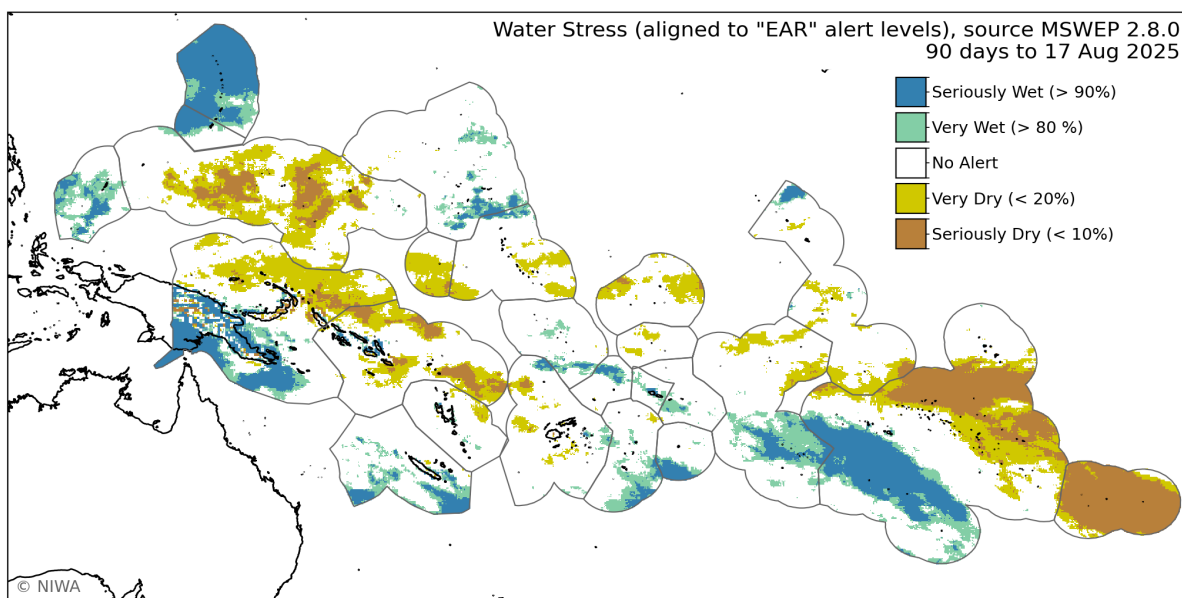 Water Stress (aligned to "EAR" alert levels), source MSWEP 2.8.0
90 days to 17 Aug 2025
Seriously Wet (> 90%)
Very Wet (> 80 %)
No Alert
Very Dry (< 20%)
Seriously Dry (< 10%)
© NIWA